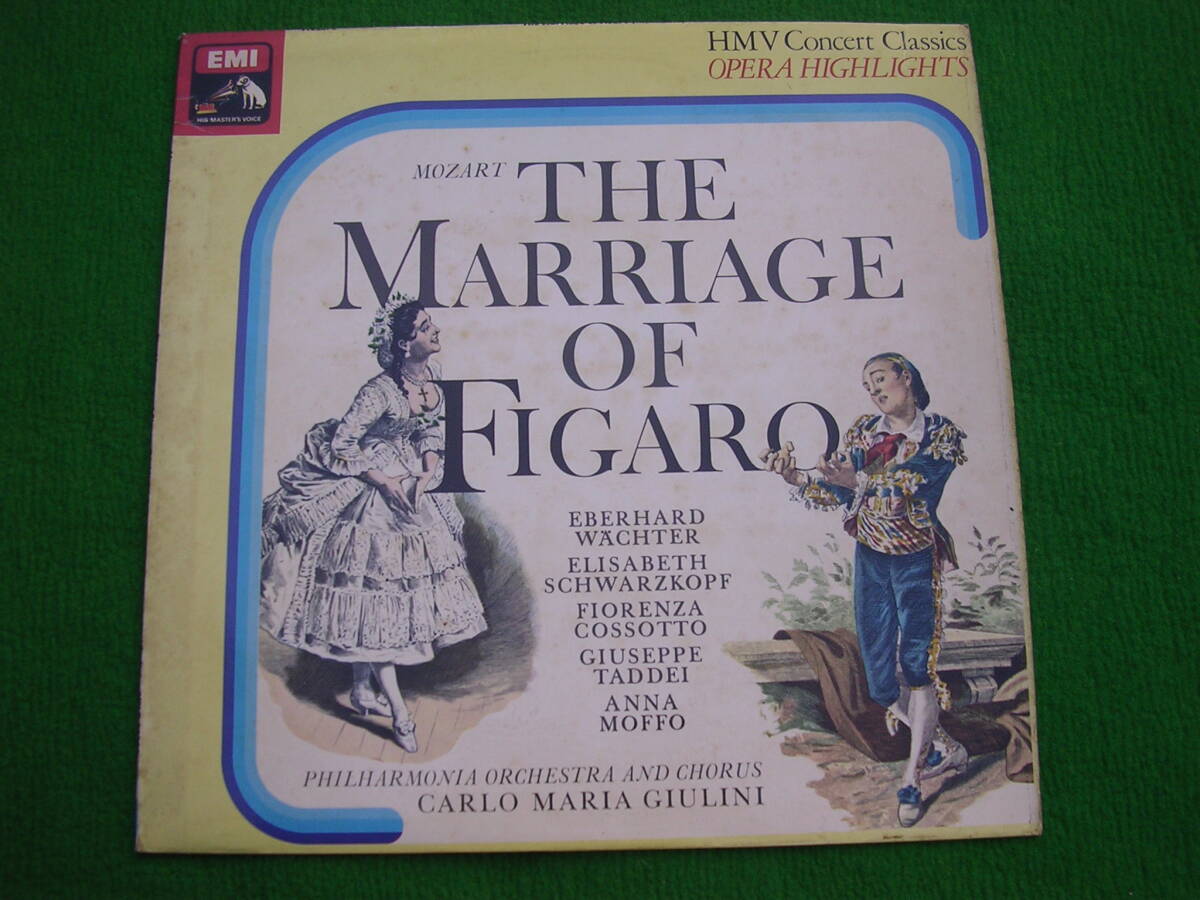 EMI
HIS MASTER'S VOICE
HMV Concert Classics
OPERA HIGHLIGHTS
MOZART THE
MARRIAGE
OF
FIGARO
EBERHARD
WÄCHTER
ELISABETH
SCHWARZKOPF
FIORENZA
COSSOTTO
GIUSEPPE
TADDEI
ANNA
MOFFO
PHILHARMONIA ORCHESTRA AND CHORUS
CARLO MARIA GIULINI